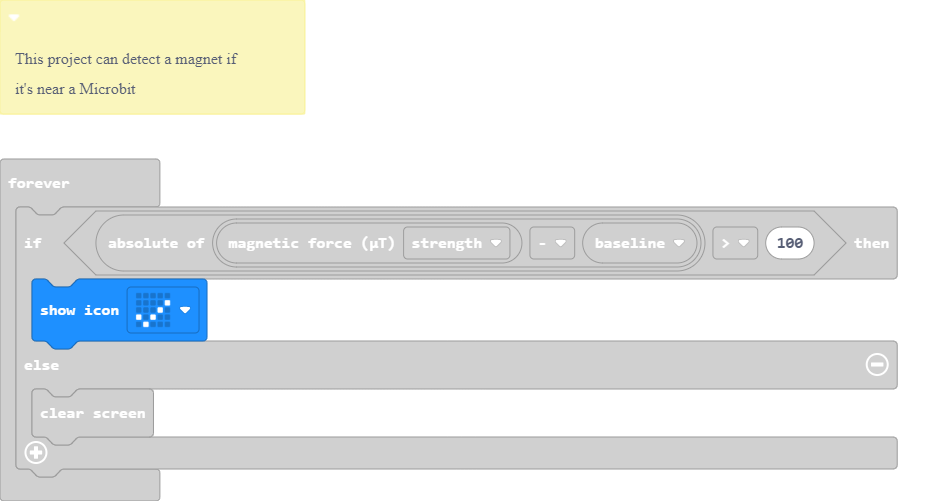 This project can detect a magnet if
it's near a Microbit
forever
if absolute of magnetic force (µT) strength - baseline > 100 then
show icon
else
clear screen